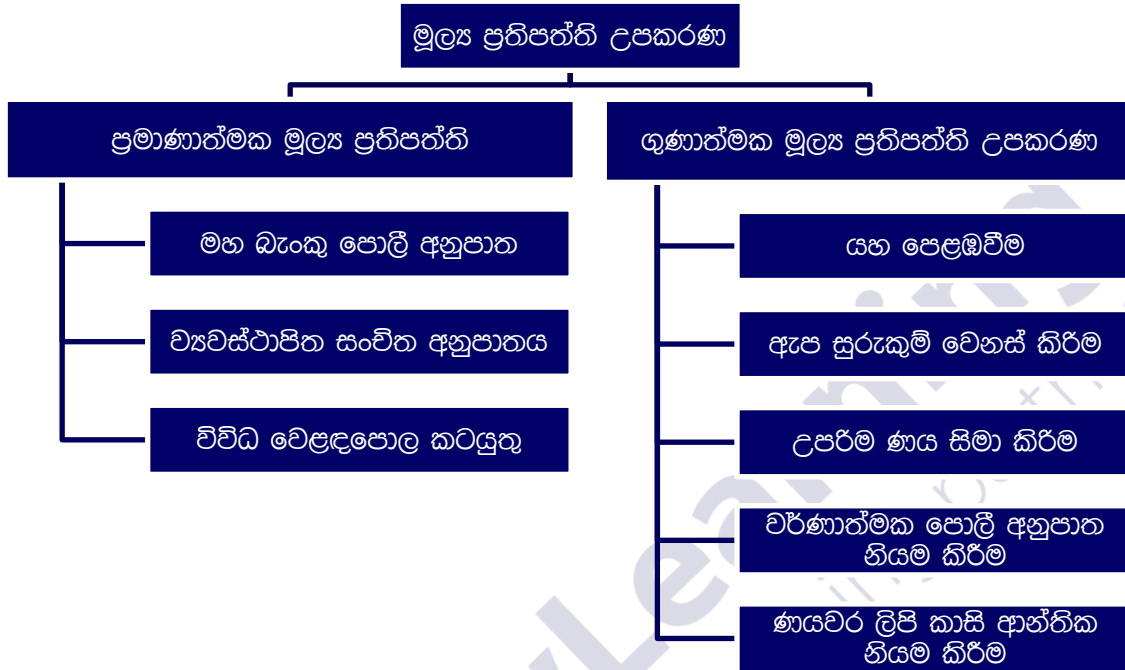 මූල්‍ය ප්‍රතිපත්ති උපකරණ
ප්‍රමාණාත්මක මූල්‍ය ප්‍රතිපත්ති
මහ බැංකු පොලී අනුපාත
ව්‍යවස්ථාපිත සංචිත අනුපාතය
විවිධ වෙළඳපොල කටයුතු
ගුණාත්මක මූල්‍ය ප්‍රතිපත්ති උපකරණ
යහ පෙළඹවීම
ඇප සුරුකුම් වෙනස් කිරිම
උපරිම ණය සිමා කිරිම
වර්ණාත්මක පොලී අනුපාත
නියම කිරීම
ණයවර ලිපි කාසි ආන්තික
නියම කිරීම